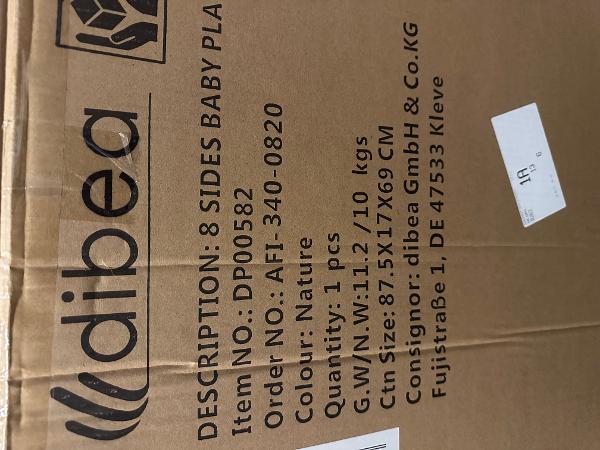 dibea
DESCRIPTION: 8 SIDES BABY PLA
Item NO.: DP00582
Order NO.: AFI-340-0820
Colour: Nature
Quantity: 1 pcs
G.W/N.W:11.2 /10 kgs
Ctn Size: 87.5X17X69 CM
Consignor: dibea GmbH & Co.KG
Fujistraße 1, DE 47533 Kleve
1A